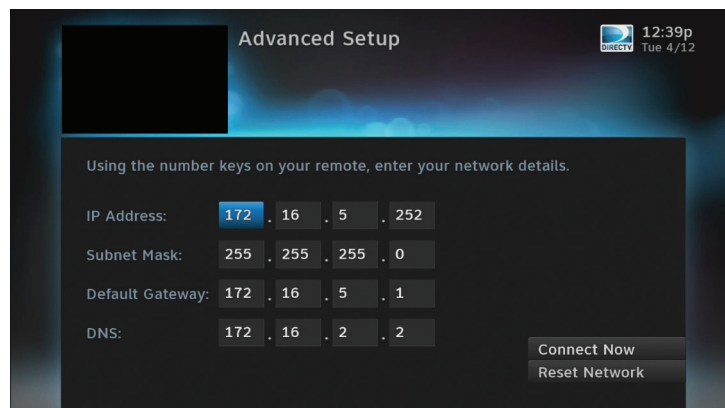 Advanced Setup
DIRECTV
12:39p
Tue 4/12
Using the number keys on your remote, enter your network details.
IP Address: 172 . 16 . 5 . 252
Subnet Mask: 255 . 255 . 255 . 0
Default Gateway: 172 . 16 . 5 . 1
DNS: 172 . 16 . 2 . 2
Connect Now
Reset Network